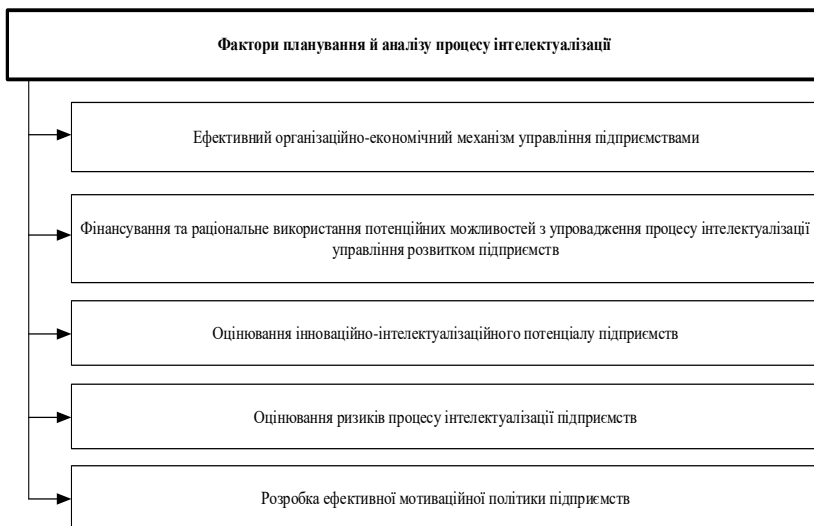 Фактори планування й аналізу процесу інтелектуалізації
Ефективний організаційно-економічний механізм управління підприємствами
Фінансування та раціональне використання потенційних можливостей з упровадження процесу інтелектуалізації
управління розвитком підприємств
Оцінювання інноваційно-інтелектуалізаційного потенціалу підприємств
Оцінювання ризиків процесу інтелектуалізації підприємств
Розробка ефективної мотиваційної політики підприємств